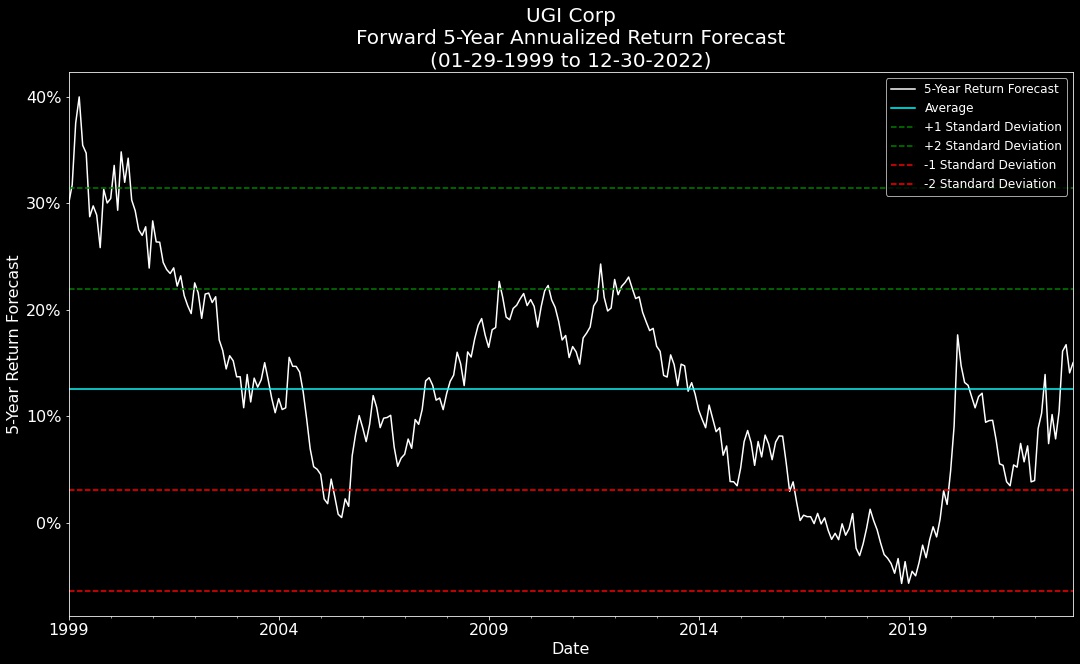 UGI Corp
Forward 5-Year Annualized Return Forecast
(01-29-1999 to 12-30-2022)
5-Year Return Forecast
Average
+1 Standard Deviation
+2 Standard Deviation
-1 Standard Deviation
-2 Standard Deviation
5-Year Return Forecast
40%
30%
20%
10%
0%
1999
2004
2009
2014
2019
Date